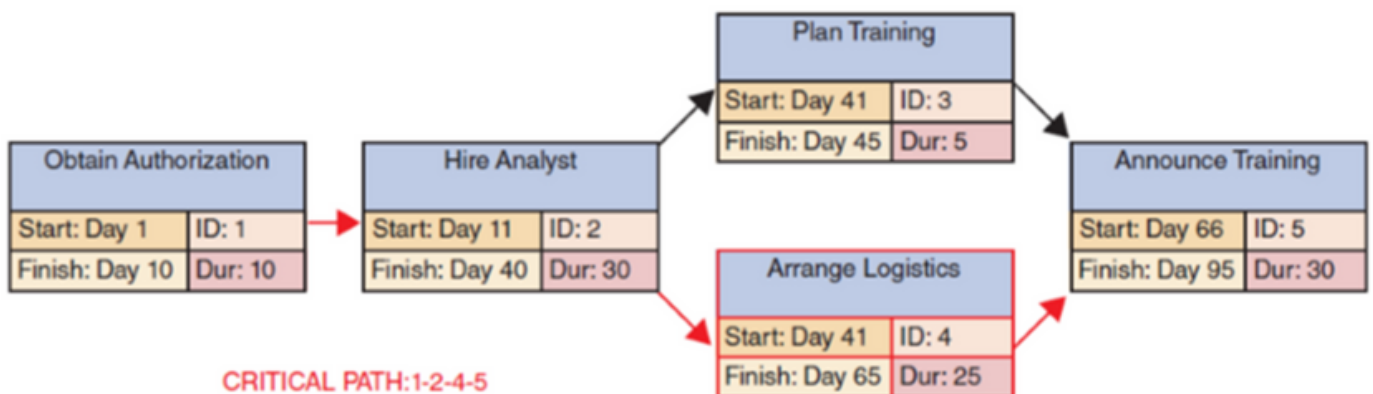 Plan Training
Start: Day 41 ID: 3
Finish: Day 45 Dur: 5
Obtain Authorization
Start: Day 1 ID: 1
Finish: Day 10 Dur: 10
Hire Analyst
Start: Day 11 ID: 2
Finish: Day 40 Dur: 30
Announce Training
Start: Day 66 ID: 5
Finish: Day 95 Dur: 30
Arrange Logistics
Start: Day 41 ID: 4
Finish: Day 65 Dur: 25
CRITICAL PATH:1-2-4-5